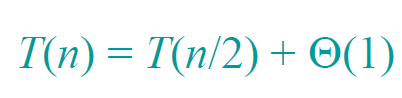 T(n) = T(n/2) + Θ(1)